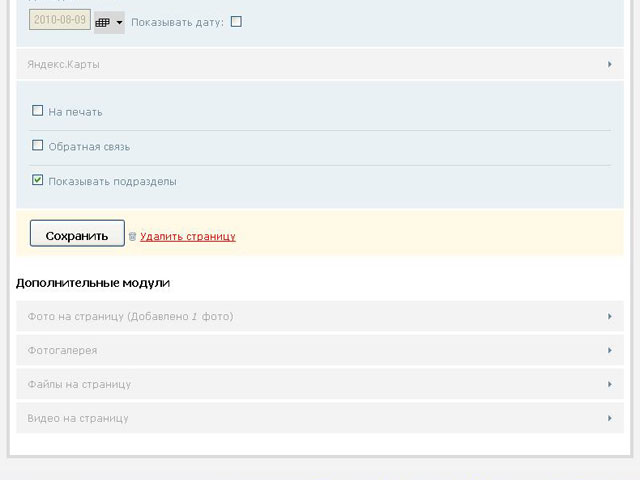 2010-08-09 Показывать дату:
Яндекс.Карты
На печать
Обратная связь
Показывать подразделы
Сохранить Удалить страницу
Дополнительные модули
Фото на страницу (Добавлено 1 фото)
Фотогалерея
Файлы на страницу
Видео на страницу